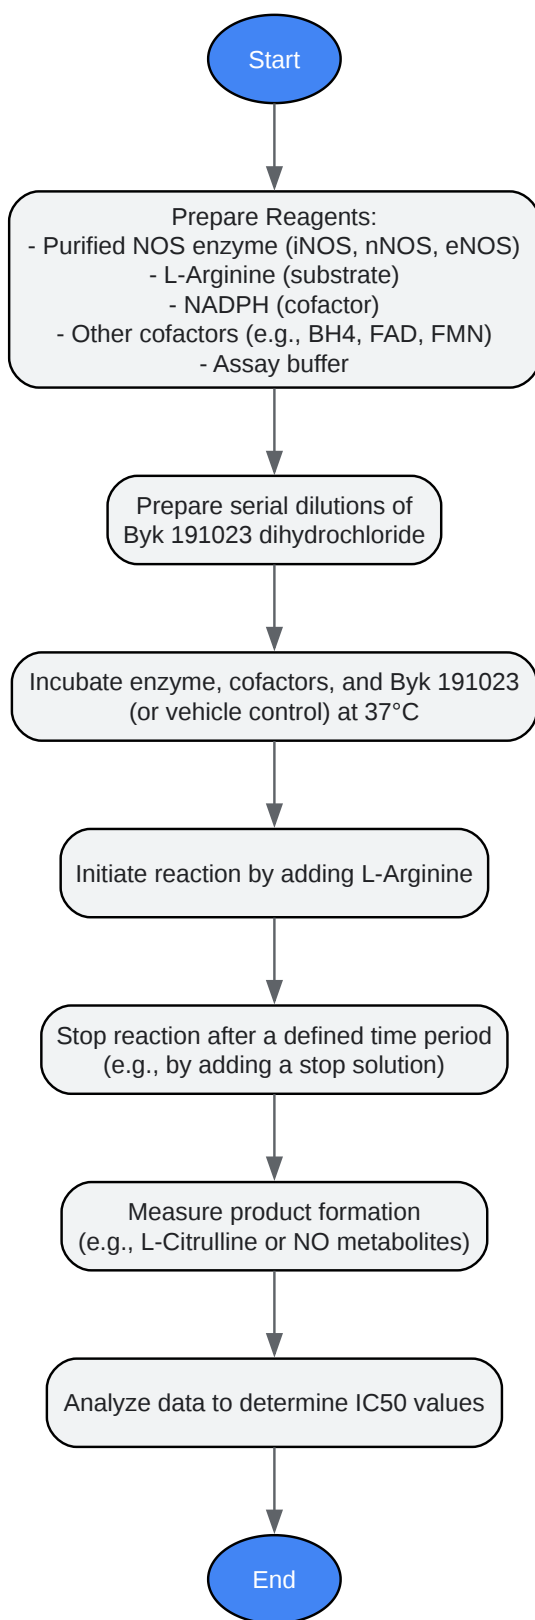 Start
Prepare Reagents:
- Purified NOS enzyme (iNOS, nNOS, eNOS)
- L-Arginine (substrate)
- NADPH (cofactor)
- Other cofactors (e.g., BH4, FAD, FMN)
- Assay buffer
Prepare serial dilutions of
Byk 191023 dihydrochloride
Incubate enzyme, cofactors, and Byk 191023
(or vehicle control) at 37°C
Initiate reaction by adding L-Arginine
Stop reaction after a defined time period
(e.g., by adding a stop solution)
Measure product formation
(e.g., L-Citrulline or NO metabolites)
Analyze data to determine IC50 values
End